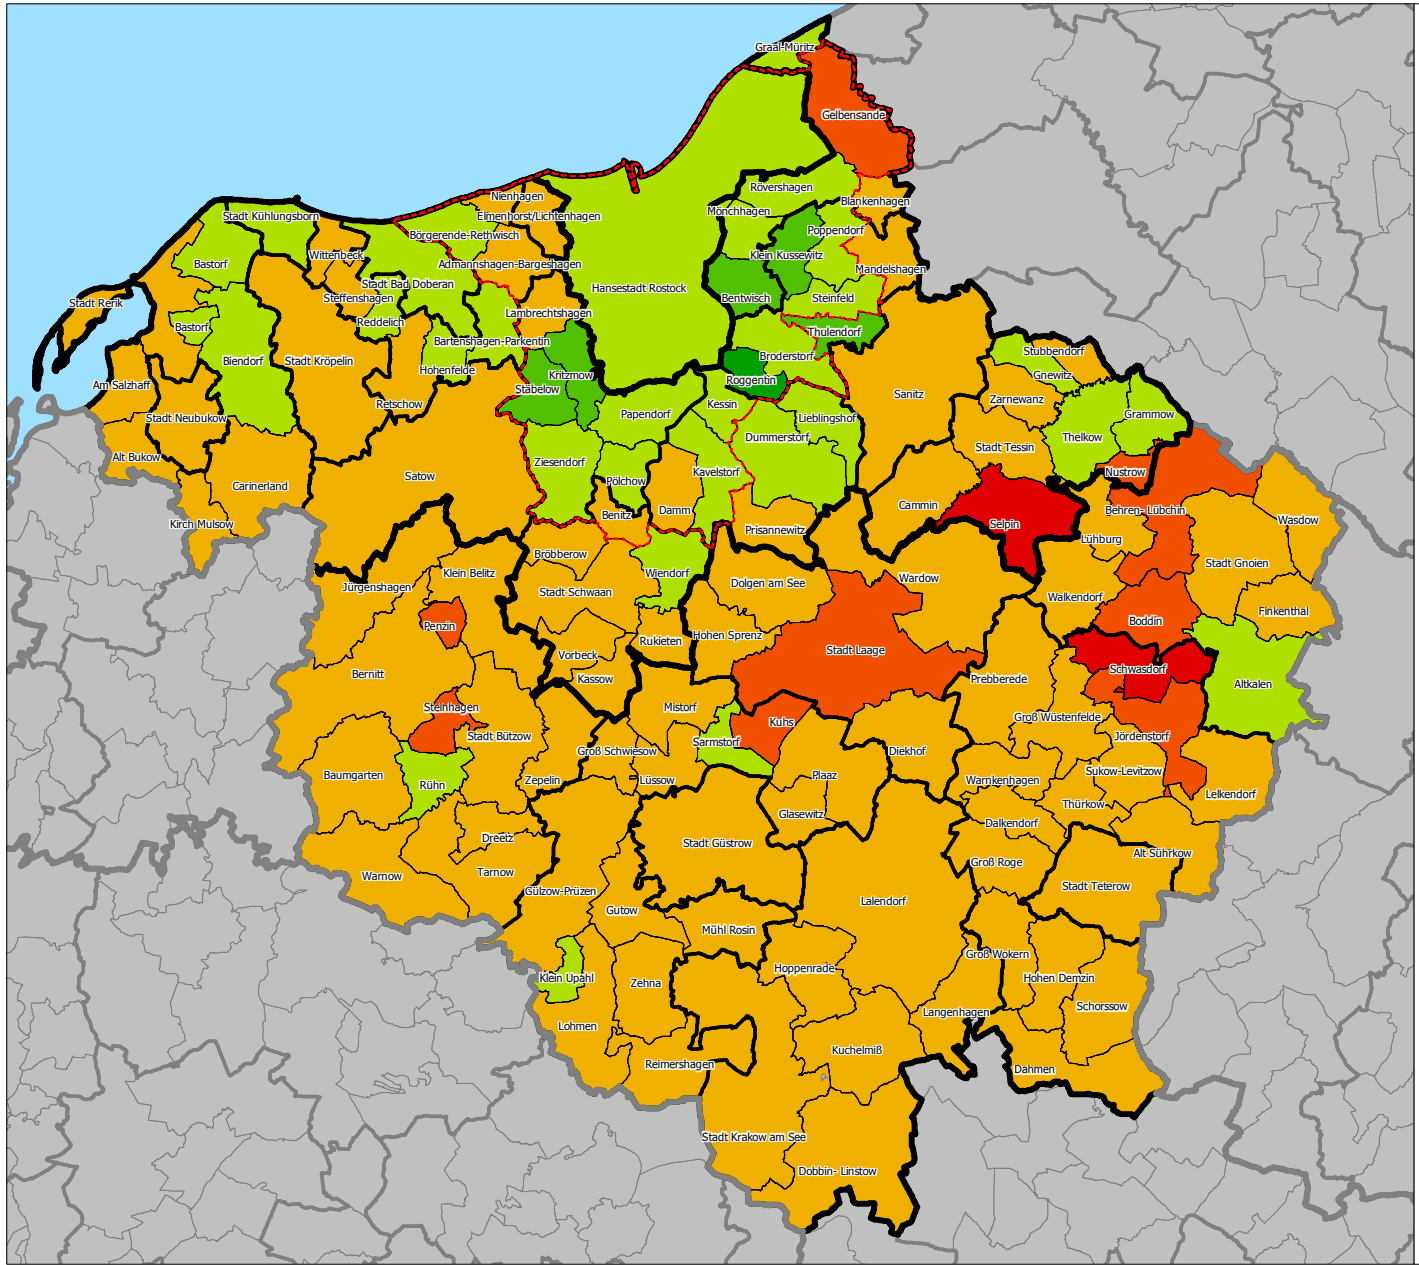 Graal-Müritz
Gelbensande
Rövershagen
Nienhagen
Blankenhagen
Mönchhagen
Stadt Kühlungsborn
Elmenhorst/Lichtenhagen
Poppendorf
Börgerende-Rethwisch
Wittenbeck
Klein Kussewitz
Bastorf
Admannshagen-Bargeshagen
Mandelshagen
Stadt Bad Doberan
Hansestadt Rostock
Steffenshagen
Bentwisch
Steinfeld
Stadt Rerik
Lambrechtshagen
Reddelich
Bastorf
Thulendorf
Bartenshagen-Parkentin
Stubbendorf
Broderstorf
Biendorf
Stadt Kröpelin
Hohenfelde
Kritzmow
Gnewitz
Roggentin
Am Salzhaff
Stäbelow
Sanitz
Zarnewanz
Retschow
Kessin
Papendorf
Grammow
Stadt Neubukow
Lieblingshof
Dummerstorf
Thelkow
Stadt Tessin
Alt Bukow
Ziesendorf
Satow
Kavelstorf
Nustrow
Pölchow
Carinerland
Cammin
Damm
Behren- Lübchin
Benitz
Wasdow
Kirch Mulsow
Selpin
Prisannewitz
Lühburg
Bröbberow
Stadt Gnoien
Klein Belitz
Wiendorf
Wardow
Dolgen am See
Jürgenshagen
Stadt Schwaan
Walkendorf
Finkenthal
Boddin
Penzin
Hohen Sprenz
Rukieten
Stadt Laage
Vorbeck
Schwasdorf
Bernitt
Kassow
Prebberede
Altkalen
Steinhagen
Mistorf
Groß Wüstenfelde
Kuhs
Stadt Bützow
Jördenstorf
Sarmstorf
Groß Schwiesow
Diekhof
Baumgarten
Sukow-Levitzow
Plaaz
Zepelin
Lüssow
Warnkenhagen
Rühn
Lelkendorf
Thürkow
Glasewitz
Dalkendorf
Dreetz
Stadt Güstrow
Alt Sührkow
Groß Roge
Tarnow
Warnow
Stadt Teterow
Gülzow-Prüzen
Lalendorf
Gutow
Mühl Rosin
Groß Wokern
Hoppenrade
Klein Upahl
Hohen Demzin
Zehna
Schorssow
Langenhagen
Lohmen
Kuchelmiß
Reimershagen
Dahmen
Stadt Krakow am See
Dobbin- Linstow